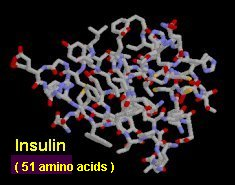 Insulin
( 51 amino acids )